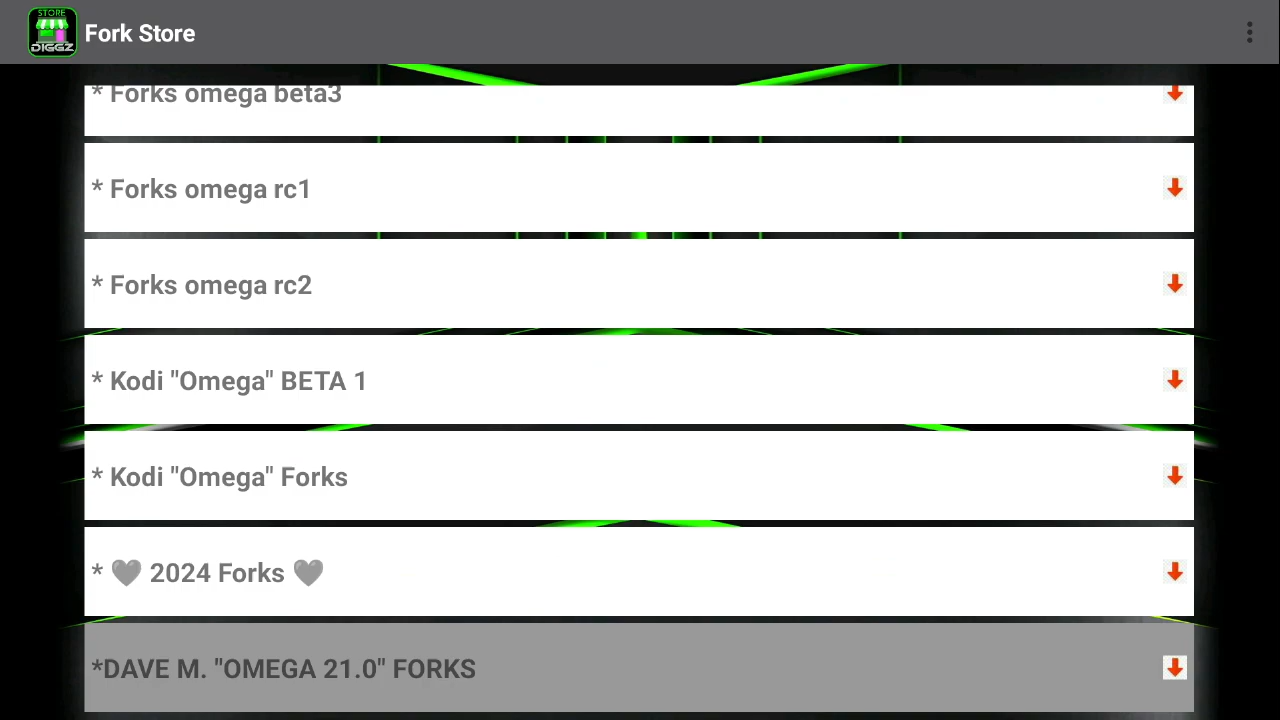 STORE
DIGGZ
Fork Store
* Forks omega beta3
* Forks omega rc1
* Forks omega rc2
* Kodi "Omega" BETA 1
* Kodi "Omega" Forks
* 🖤 2024 Forks 🖤
*DAVE M. "OMEGA 21.0" FORKS